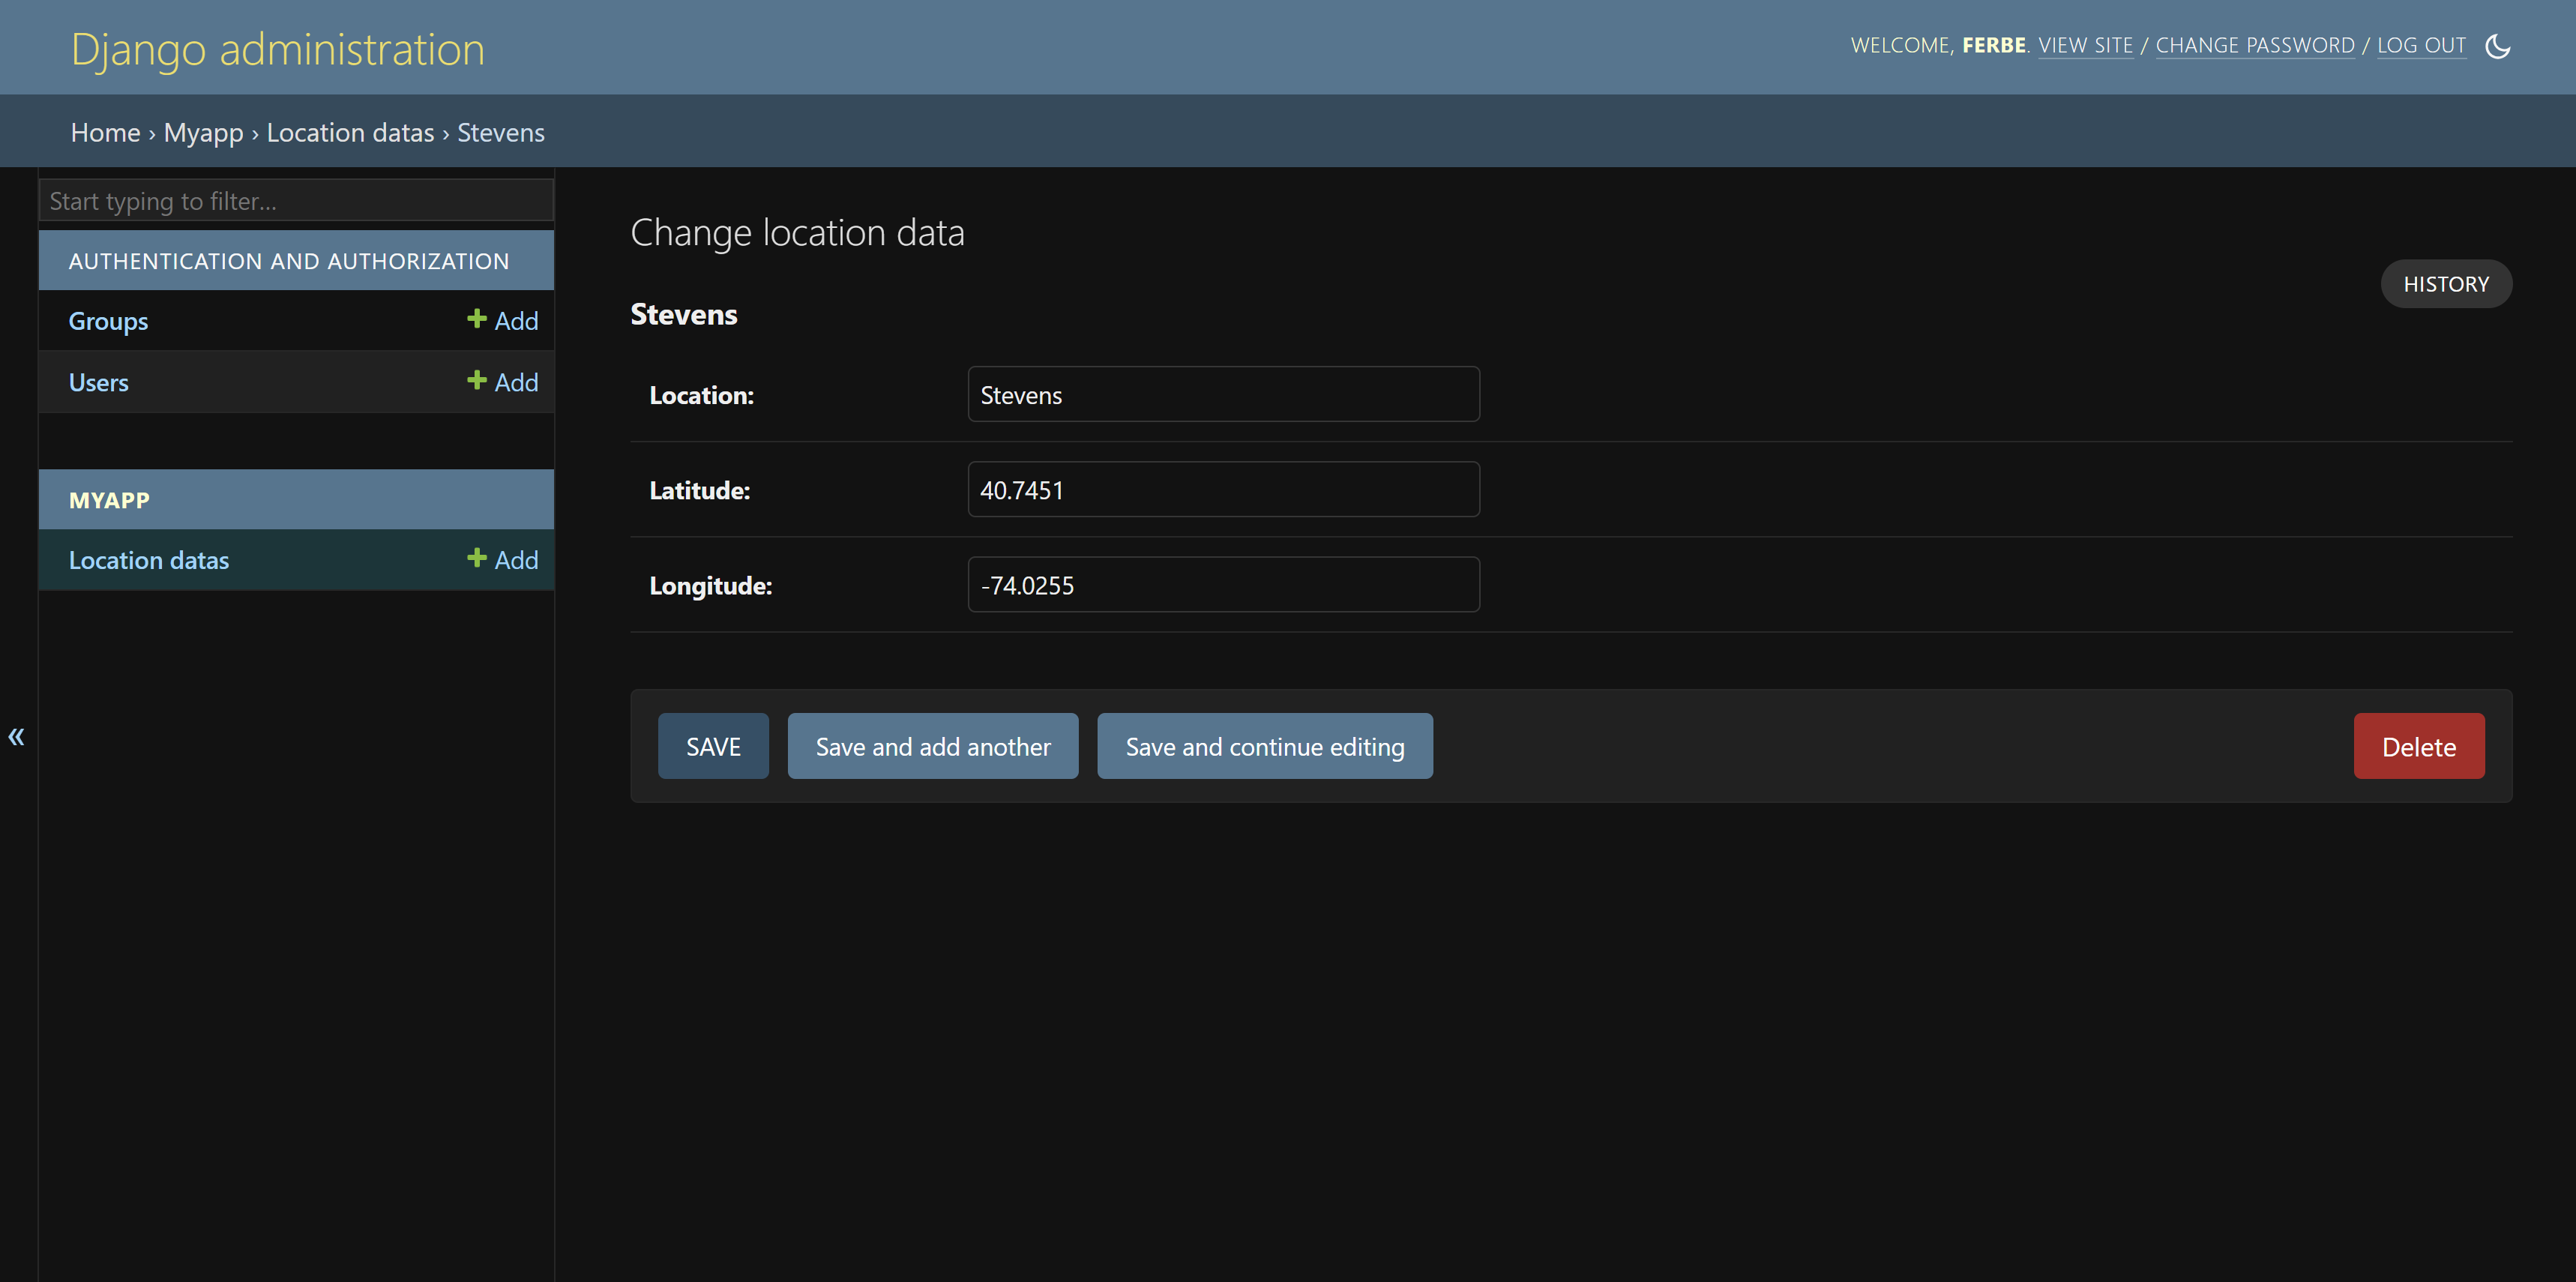 Django administration
WELCOME, FERBE. VIEW SITE / CHANGE PASSWORD / LOG OUT
Home › Myapp › Location datas › Stevens
Start typing to filter...
AUTHENTICATION AND AUTHORIZATION
Groups + Add
Users + Add
MYAPP
Location datas + Add
«
Change location data
HISTORY
Stevens
Location: Stevens
Latitude: 40.7451
Longitude: -74.0255
SAVE Save and add another Save and continue editing Delete